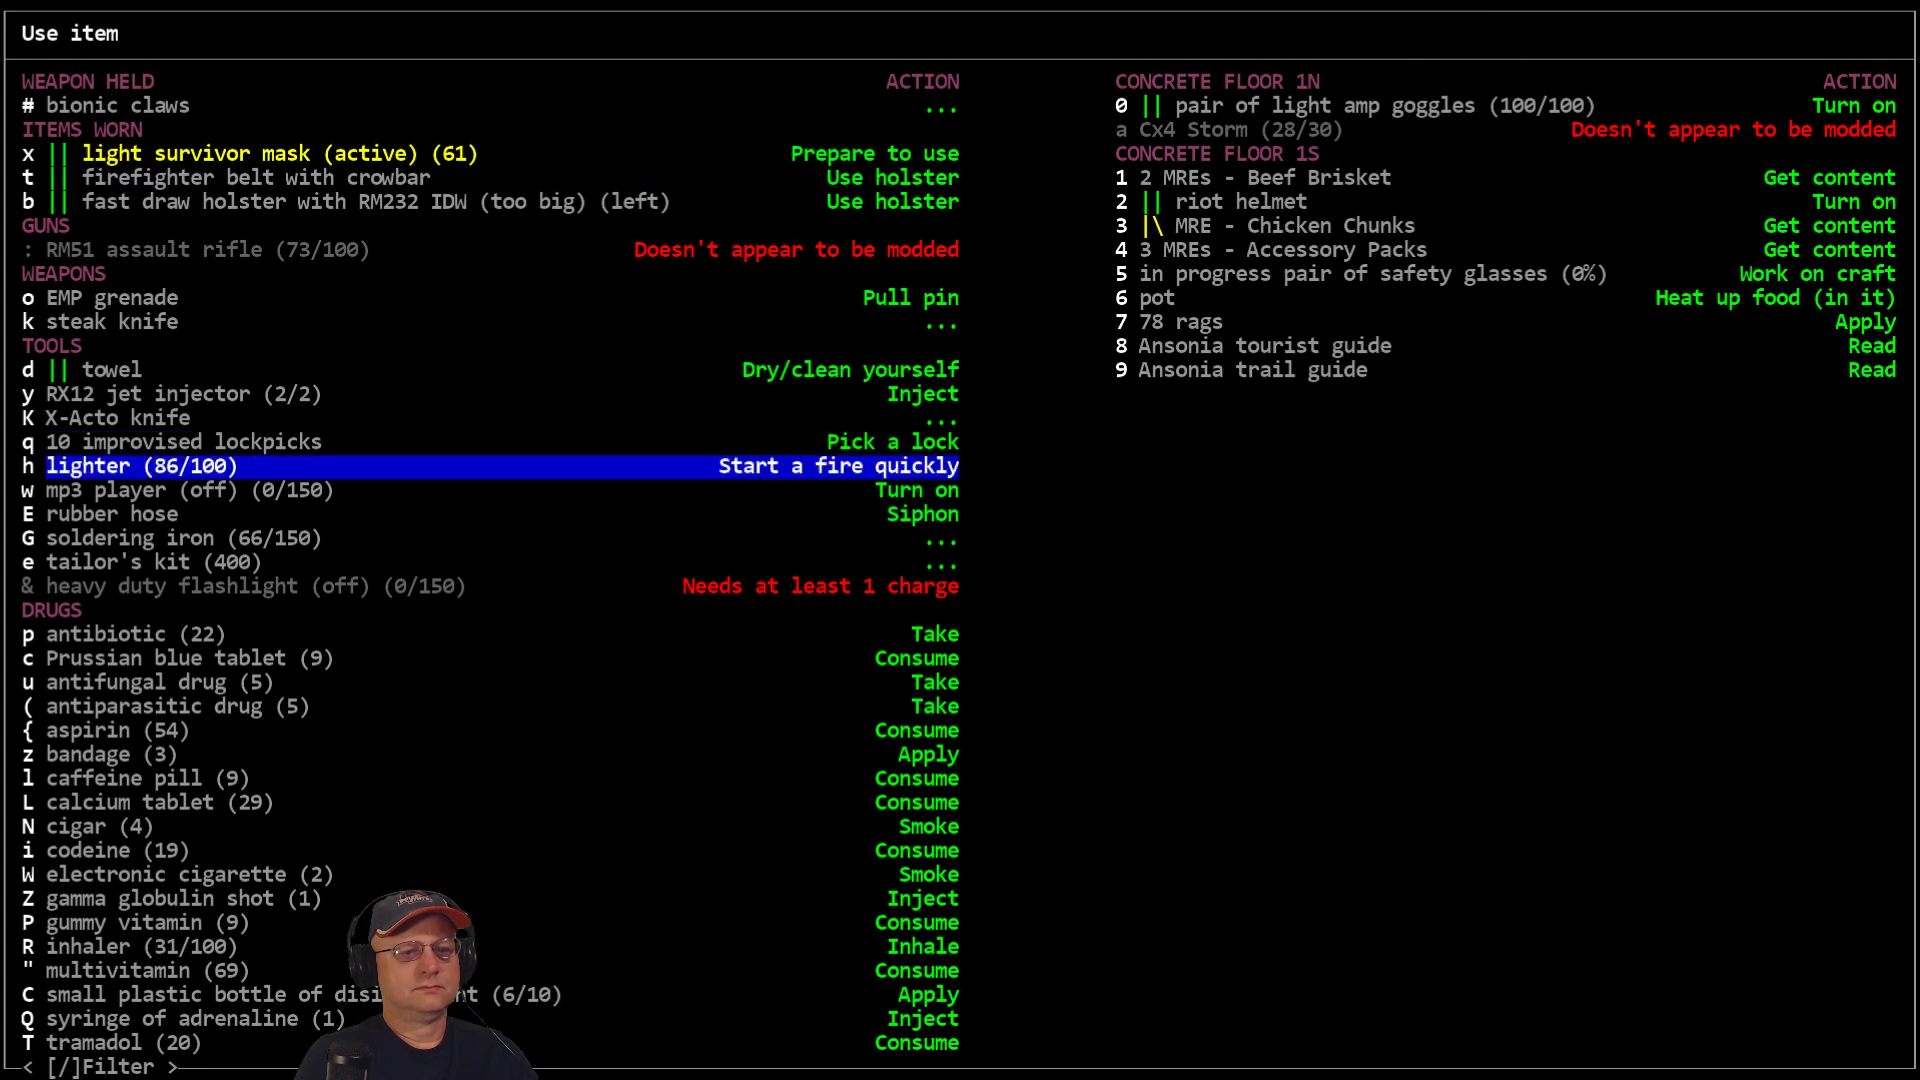 Use item
WEAPON HELD ACTION
# bionic claws ...
ITEMS WORN
x || light survivor mask (active) (61) Prepare to use
t || firefighter belt with crowbar Use holster
b || fast draw holster with RM232 IDW (too big) (left) Use holster
GUNS
: RM51 assault rifle (73/100) Doesn't appear to be modded
WEAPONS
o EMP grenade Pull pin
k steak knife ...
TOOLS
d || towel Dry/clean yourself
y RX12 jet injector (2/2) Inject
K X-Acto knife ...
q 10 improvised lockpicks Pick a lock
h lighter (86/100) Start a fire quickly
w mp3 player (off) (0/150) Turn on
E rubber hose Siphon
G soldering iron (66/150) ...
e tailor's kit (400) ...
& heavy duty flashlight (off) (0/150) Needs at least 1 charge
DRUGS
p antibiotic (22) Take
c Prussian blue tablet (9) Consume
u antifungal drug (5) Take
( antiparasitic drug (5) Take
{ aspirin (54) Consume
z bandage (3) Apply
l caffeine pill (9) Consume
L calcium tablet (29) Consume
N cigar (4) Smoke
i codeine (19) Consume
W electronic cigarette (2) Smoke
Z gamma globulin shot (1) Inject
P gummy vitamin (9) Consume
R inhaler (31/100) Inhale
" multivitamin (69) Consume
C small plastic bottle of (6/10) Apply
Q syringe of adrenaline (1) Inject
T tramadol (20) Consume
< [/]Filter >
CONCRETE FLOOR 1N ACTION
0 || pair of light amp goggles (100/100) Turn on
a Cx4 Storm (28/30) Doesn't appear to be modded
CONCRETE FLOOR 1S
1 2 MREs - Beef Brisket Get content
2 || riot helmet Turn on
3 |\ MRE - Chicken Chunks Get content
4 3 MREs - Accessory Packs Get content
5 in progress pair of safety glasses (0%) Work on craft
6 pot Heat up food (in it)
7 78 rags Apply
8 Ansonia tourist guide Read
9 Ansonia trail guide Read